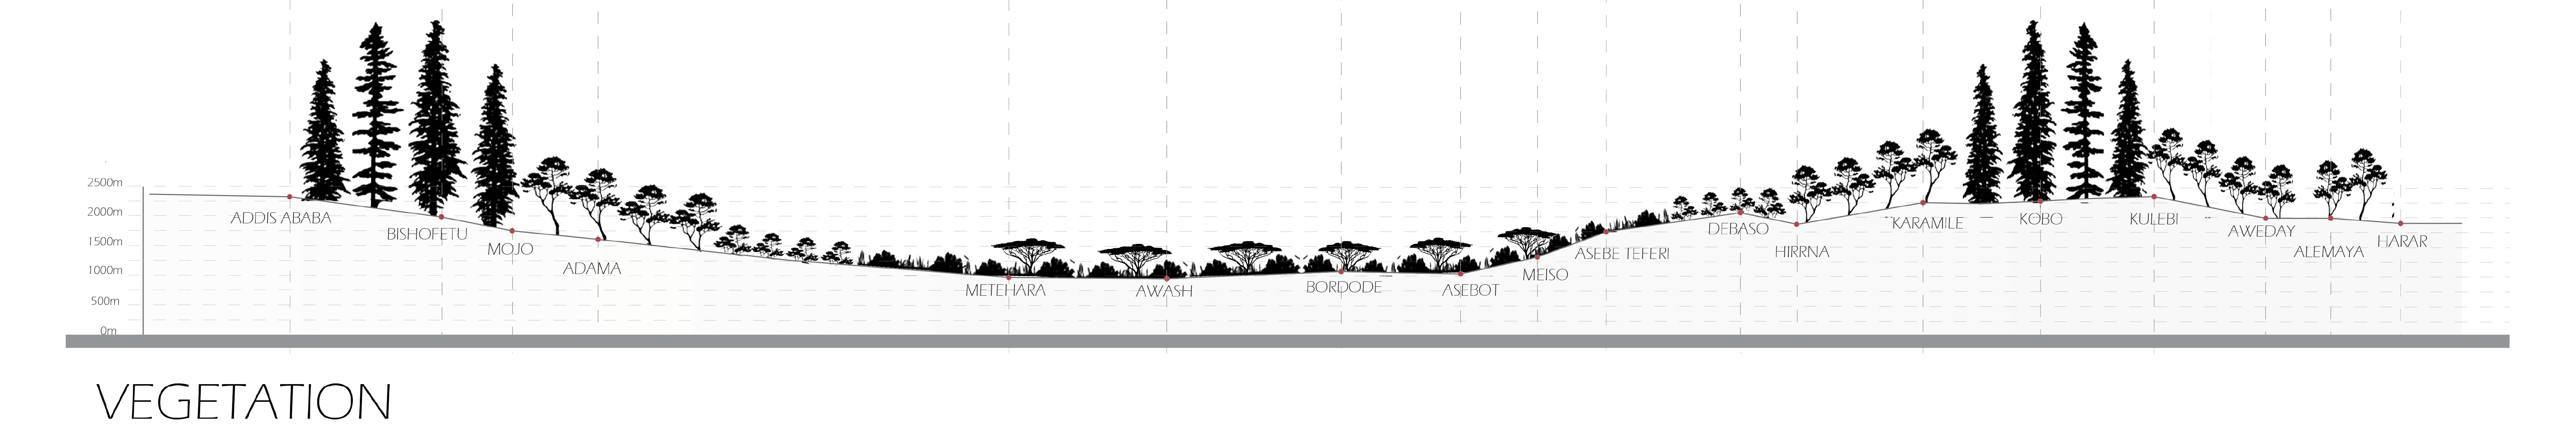 2500m
2000m
1500m
1000m
500m
0m
ADDIS ABABA
BISHOFETU
MOJO
ADAMA
METEHARA
AWASH
BORDODE
ASEBOT
MEISO
ASEBE TEFERI
DEBASO
HIRRNA
KARAMILE
KOBO
KULEBI
AWEDAY
ALEMAYA
HARAR
VEGETATION